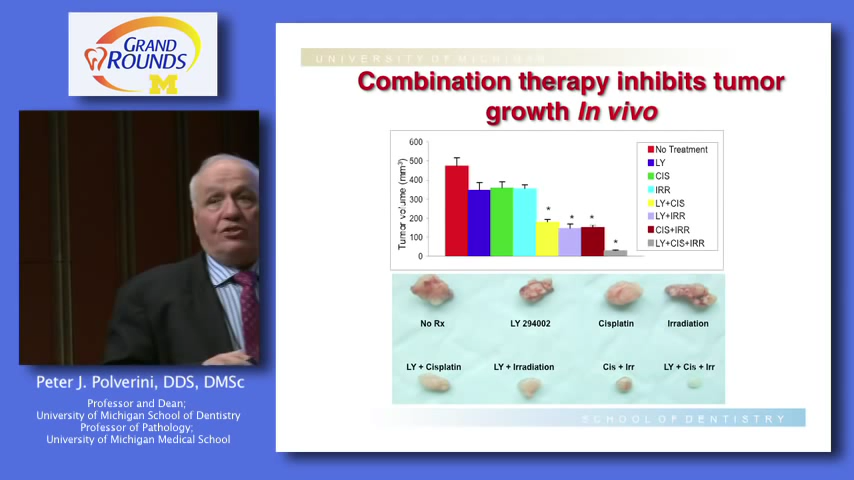 GRAND
ROUNDS
M
Peter J. Polverini, DDS, DMSc
Professor and Dean;
University of Michigan School of Dentistry
Professor of Pathology;
University of Michigan Medical School
UNIVERSITY OF MICHIGAN
Combination therapy inhibits tumor
growth In vivo
Tumor volume (mm³)
600
500
400
300
200
100
0
* * * *
No Treatment
LY
CIS
IRR
LY+CIS
LY+IRR
CIS+IRR
LY+CIS+IRR
No Rx LY 294002 Cisplatin Irradiation
LY + Cisplatin LY + Irradiation Cis + Irr LY + Cis + Irr
SCHOOL OF DENTISTRY